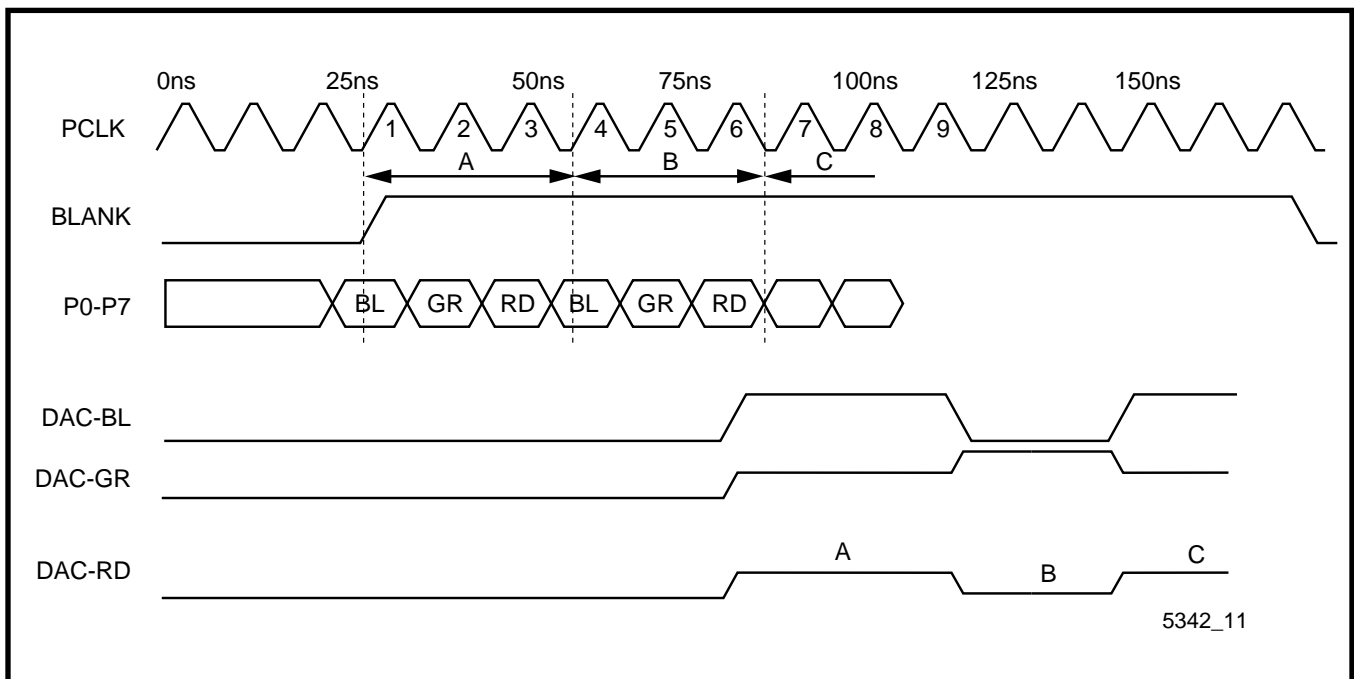 0ns 25ns 50ns 75ns 100ns 125ns 150ns
PCLK 1 2 3 4 5 6 7 8 9
A B C
BLANK
P0-P7 BL GR RD BL GR RD
DAC-BL
DAC-GR
DAC-RD A B C
5342_11